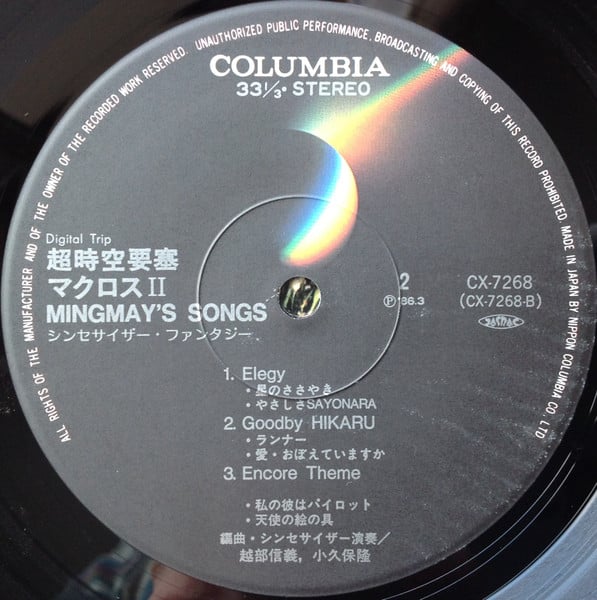 ALL RIGHTS OF THE MANUFACTURER AND OF THE OWNER OF THE RECORDED WORK RESERVED. UNAUTHORIZED PUBLIC PERFORMANCE, BROADCASTING AND COPYING OF THIS RECORD PROHIBITED. MADE IN JAPAN BY NIPPON COLUMBIA CO., LTD
COLUMBIA
33 1/3・STEREO
Digital Trip
超時空要塞
マクロスII
MINGMAY'S SONGS
シンセサイザー・ファンタジー
2
Ⓟ'86.3
CX-7268
(CX-7268-B)
1. Elegy
・星のささやき
・やさしさSAYONARA
2. Goodby HIKARU
・ランナー
・愛・おぼえていますか
3. Encore Theme
・私の彼はパイロット
・天使の絵の具
編曲・シンセサイザー演奏/
越部信義，小久保隆